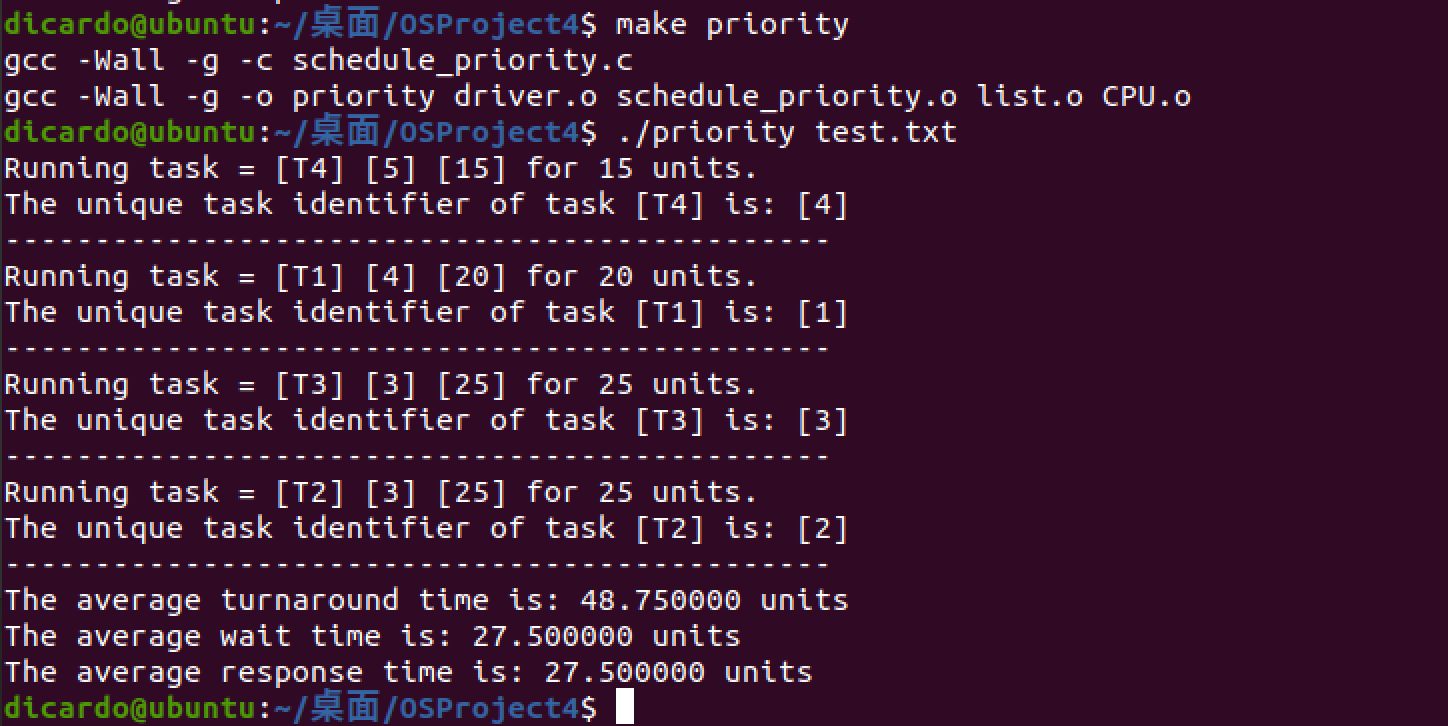 dicardo@ubuntu:~/桌面/OSProject4$ make priority
gcc -Wall -g -c schedule_priority.c
gcc -Wall -g -o priority driver.o schedule_priority.o list.o CPU.o
dicardo@ubuntu:~/桌面/OSProject4$ ./priority test.txt
Running task = [T4] [5] [15] for 15 units.
The unique task identifier of task [T4] is: [4]
----------------------------------------------
Running task = [T1] [4] [20] for 20 units.
The unique task identifier of task [T1] is: [1]
----------------------------------------------
Running task = [T3] [3] [25] for 25 units.
The unique task identifier of task [T3] is: [3]
----------------------------------------------
Running task = [T2] [3] [25] for 25 units.
The unique task identifier of task [T2] is: [2]
----------------------------------------------
The average turnaround time is: 48.750000 units
The average wait time is: 27.500000 units
The average response time is: 27.500000 units
dicardo@ubuntu:~/桌面/OSProject4$